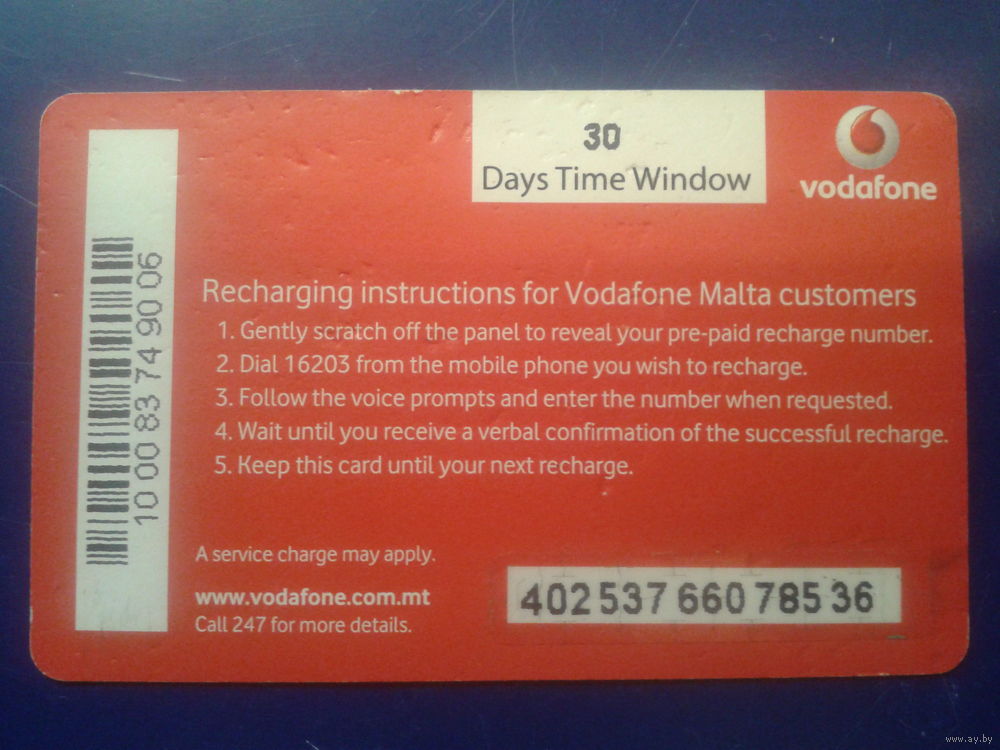 30
Days Time Window
vodafone
10 00 83 74 90 06
Recharging instructions for Vodafone Malta customers
1. Gently scratch off the panel to reveal your pre-paid recharge number.
2. Dial 16203 from the mobile phone you wish to recharge.
3. Follow the voice prompts and enter the number when requested.
4. Wait until you receive a verbal confirmation of the successful recharge.
5. Keep this card until your next recharge.
A service charge may apply.
www.vodafone.com.mt
Call 247 for more details.
402 537 660 785 36
www.ay.by